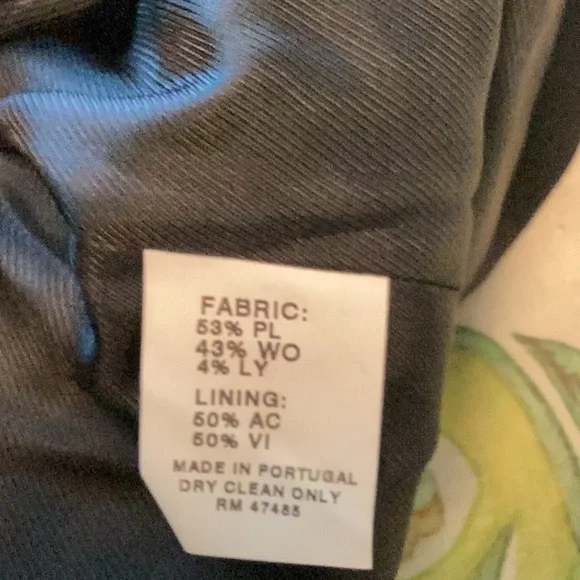 FABRIC:
53% PL
43% WO
4% LY
LINING:
50% AC
50% VI
MADE IN PORTUGAL
DRY CLEAN ONLY
RM 47485